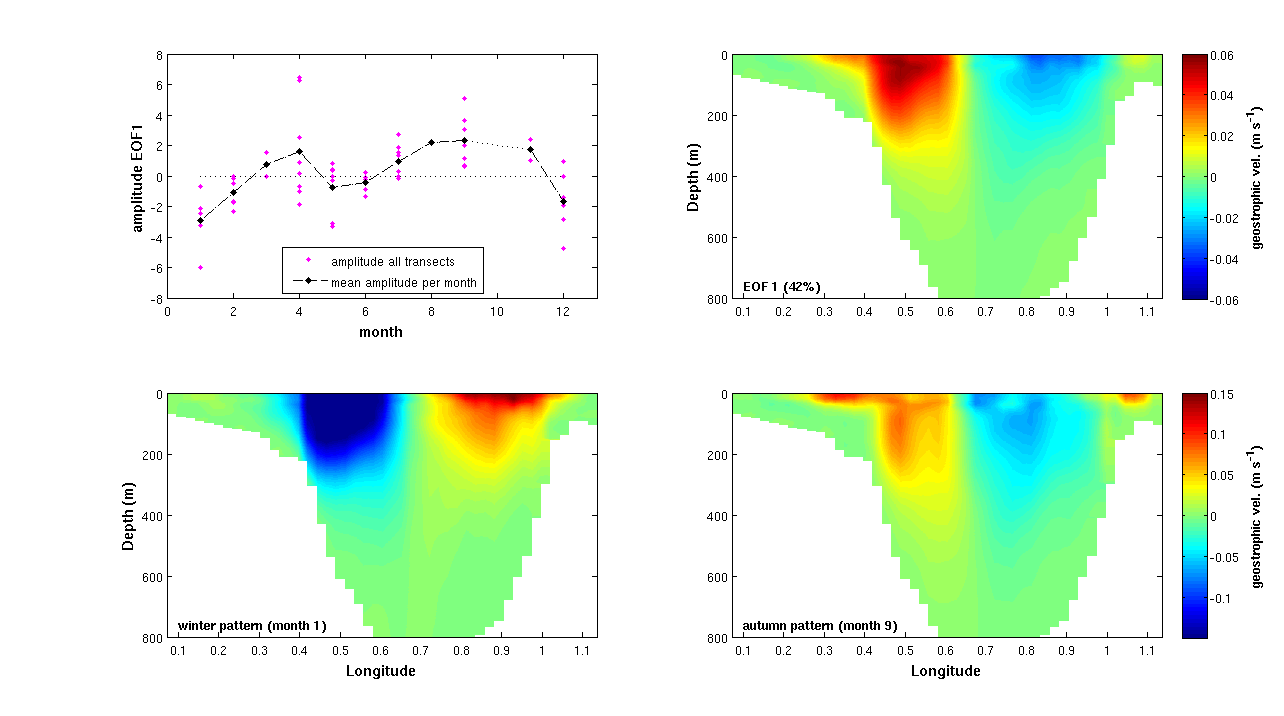 8
6
4
2
0
-2
-4
-6
-8
amplitude EOF1
amplitude all transects
mean amplitude per month
0 2 4 6 8 10 12
month
0
200
400
600
800
Depth (m)
EOF 1 (42%)
0.1 0.2 0.3 0.4 0.5 0.6 0.7 0.8 0.9 1 1.1
0.06
0.04
0.02
0
-0.02
-0.04
-0.06
geostrophic vel. (m s⁻¹)
0
200
400
600
800
Depth (m)
winter pattern (month 1)
0.1 0.2 0.3 0.4 0.5 0.6 0.7 0.8 0.9 1 1.1
Longitude
0
200
400
600
800
autumn pattern (month 9)
0.1 0.2 0.3 0.4 0.5 0.6 0.7 0.8 0.9 1 1.1
Longitude
0.15
0.1
0.05
0
-0.05
-0.1
geostrophic vel. (m s⁻¹)